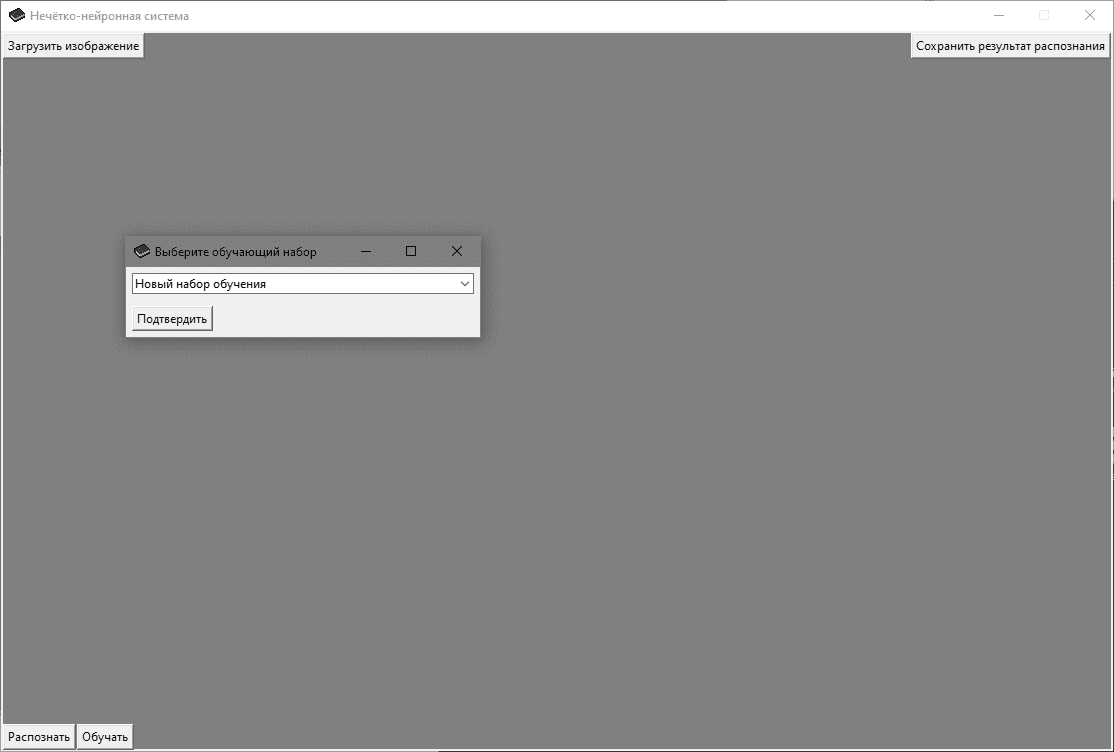 Нечётко-нейронная система
Загрузить изображение
Сохранить результат распознания
Выберите обучающий набор
Новый набор обучения
Подтвердить
Распознать
Обучать